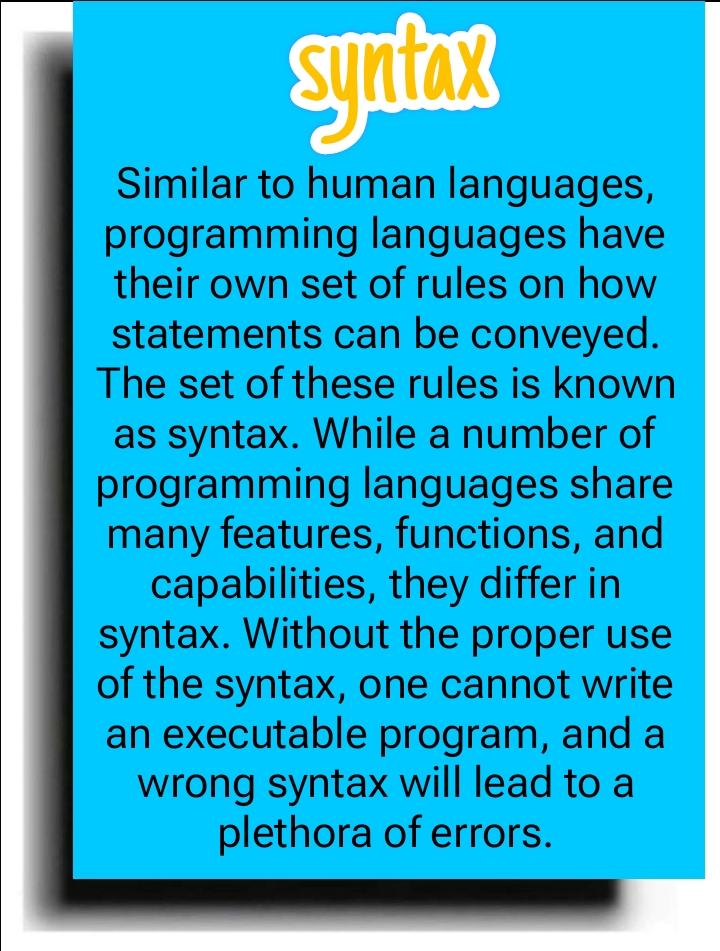 syntax
Similar to human languages,
programming languages have
their own set of rules on how
statements can be conveyed.
The set of these rules is known
as syntax. While a number of
programming languages share
many features, functions, and
capabilities, they differ in
syntax. Without the proper use
of the syntax, one cannot write
an executable program, and a
wrong syntax will lead to a
plethora of errors.